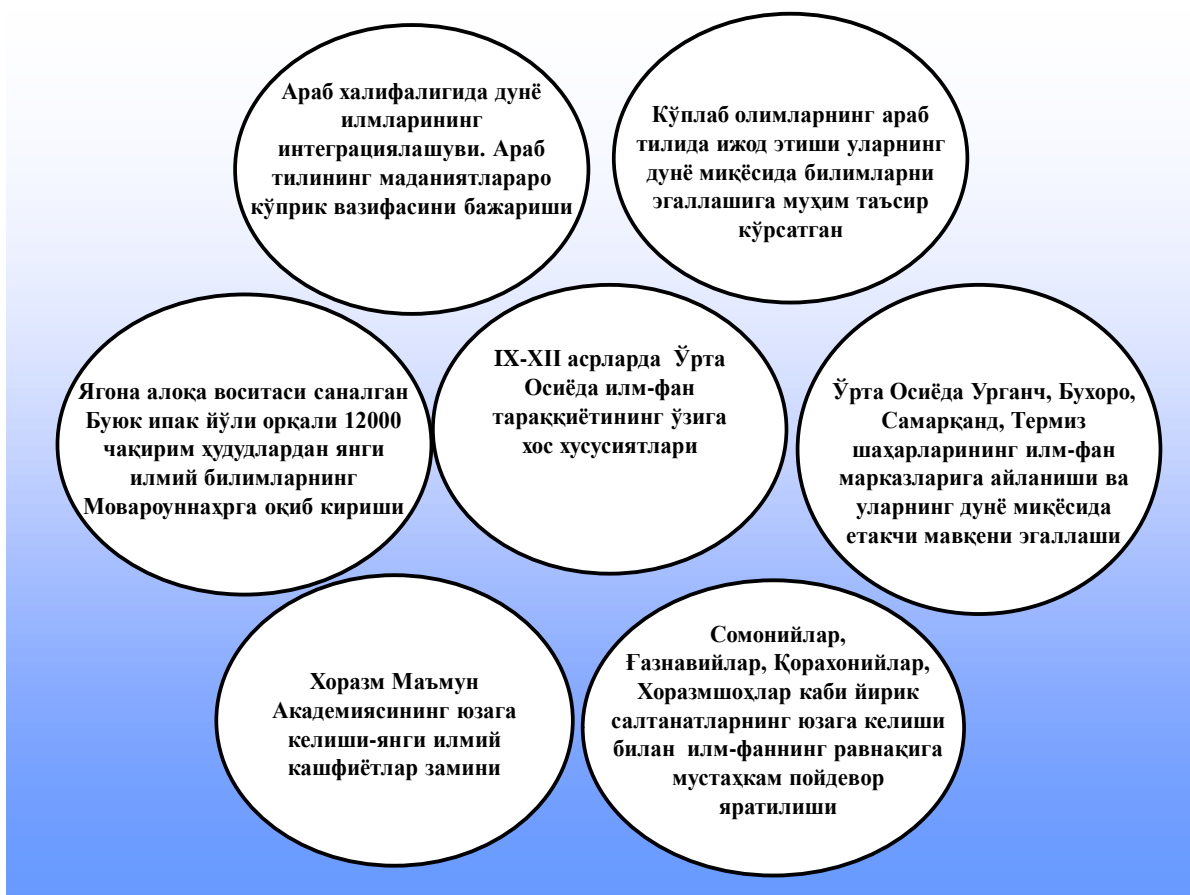 Араб халифалигида дунё
илмларининг
интеграциялашуви. Араб
тилининг маданиятлараро
кўприк вазифасини бажариши
Кўплаб олимларнинг араб
тилида ижод этиши уларнинг
дунё миқёсида билимларни
эгаллашига муҳим таъсир
кўрсатган
Ягона алоқа воситаси саналган
Буюк ипак йўли орқали 12000
чақирим ҳудудлардан янги
илмий билимларнинг
Мовароуннаҳрга оқиб кириши
IX-XII асрларда Ўрта
Осиёда илм-фан
тараққиётининг ўзига
хос хусусиятлари
Ўрта Осиёда Урганч, Бухоро,
Самарқанд, Термиз
шаҳарларининг илм-фан
марказларига айланиши ва
уларнинг дунё миқёсида
етакчи мавқени эгаллаши
Хоразм Маъмун
Академиясининг юзага
келиши-янги илмий
кашфиётлар замини
Сомонийлар,
Ғазнавийлар, Қорахонийлар,
Хоразмшоҳлар каби йирик
салтанатларнинг юзага келиши
билан илм-фаннинг равнақига
мустаҳкам пойдевор
яратилиши